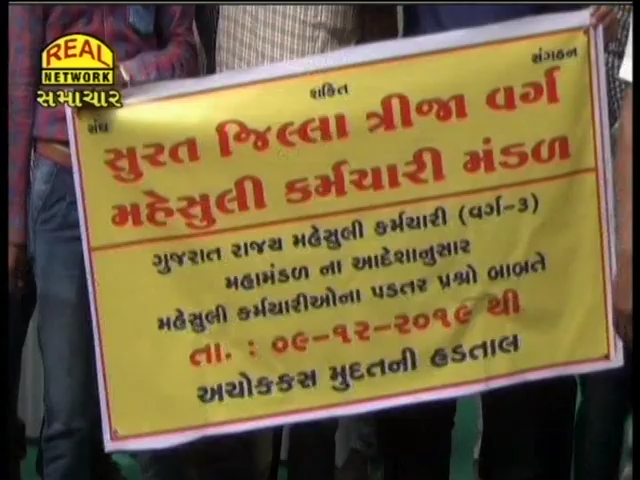 REAL
NETWORK
સમાચાર
સંઘ
શક્તિ
સંગઠન
સુરત જિલ્લા ત્રીજા વર્ગ
મહેસુલી કર્મચારી મંડળ
ગુજરાત રાજ્ય મહેસુલી કર્મચારી (વર્ગ-૩)
મહામંડળ ના આદેશાનુસાર
મહેસુલી કર્મચારીઓના પડતર પ્રશ્નો બાબતે
તા. : ૦૯-૧૨-૨૦૧૯ થી
અચોકકસ મુદતની હડતાલ